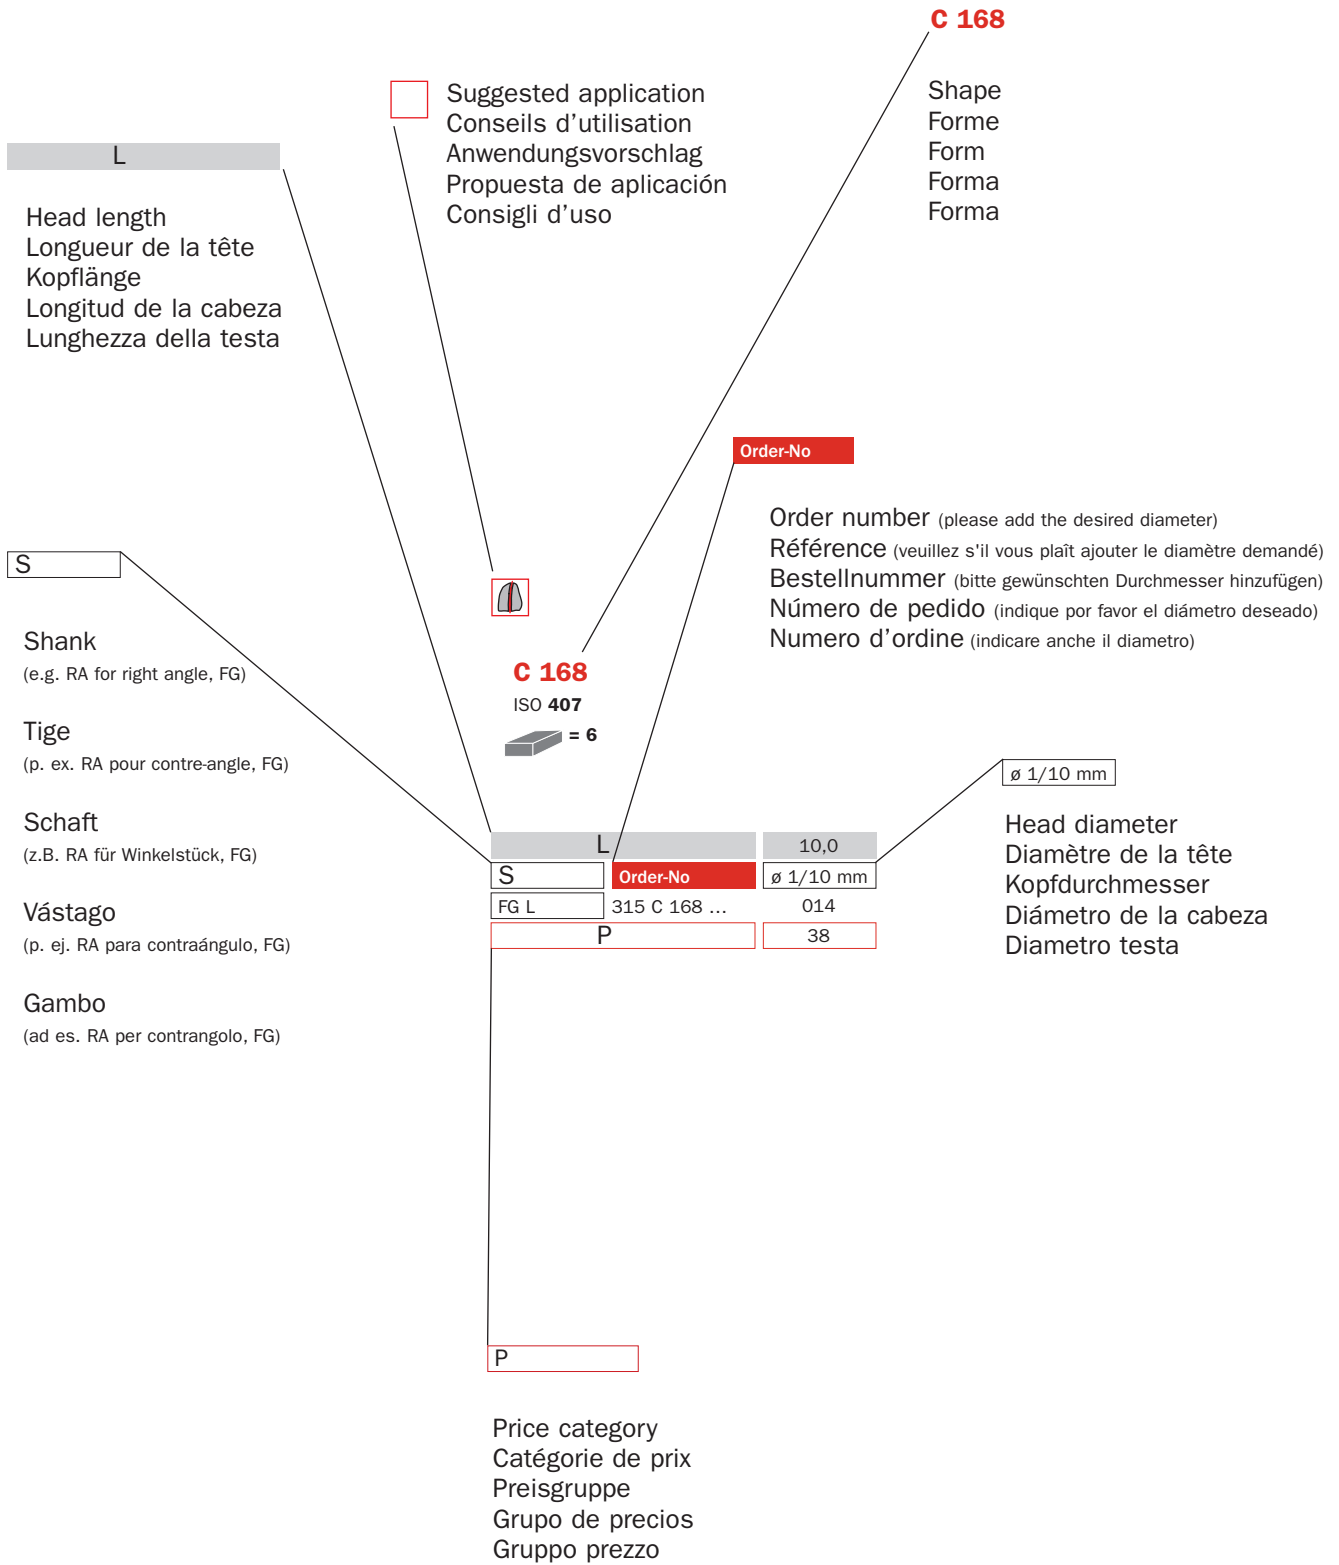 C 168
Shape
Forme
Form
Forma
Forma
Suggested application
Conseils d’utilisation
Anwendungsvorschlag
Propuesta de aplicación
Consigli d’uso
L
Head length
Longueur de la tête
Kopflänge
Longitud de la cabeza
Lunghezza della testa
Order-No
Order number (please add the desired diameter)
Référence (veuillez s'il vous plaît ajouter le diamètre demandé)
Bestellnummer (bitte gewünschten Durchmesser hinzufügen)
Número de pedido (indique por favor el diámetro deseado)
Numero d’ordine (indicare anche il diametro)
S
Shank
(e.g. RA for right angle, FG)
Tige
(p. ex. RA pour contre-angle, FG)
Schaft
(z.B. RA für Winkelstück, FG)
Vástago
(p. ej. RA para contraángulo, FG)
Gambo
(ad es. RA per contrangolo, FG)
C 168
ISO 407
= 6
L 10,0
S Order-No ø 1/10 mm
FG L 315 C 168 ... 014
P 38
ø 1/10 mm
Head diameter
Diamètre de la tête
Kopfdurchmesser
Diámetro de la cabeza
Diametro testa
P
Price category
Catégorie de prix
Preisgruppe
Grupo de precios
Gruppo prezzo